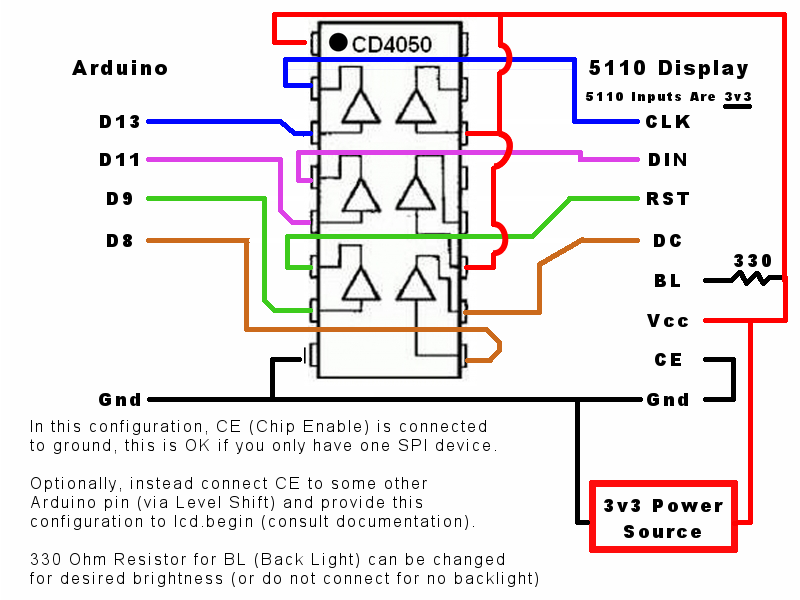 CD4050
Arduino
5110 Display
5110 Inputs Are 3v3
D13
CLK
D11
DIN
D9
RST
D8
DC
330
BL
Vcc
CE
Gnd
Gnd
In this configuration, CE (Chip Enable) is connected
to ground, this is OK if you only have one SPI device.
Optionally, instead connect CE to some other
Arduino pin (via Level Shift) and provide this
configuration to lcd.begin (consult documentation).
3v3 Power
Source
330 Ohm Resistor for BL (Back Light) can be changed
for desired brightness (or do not connect for no backlight)